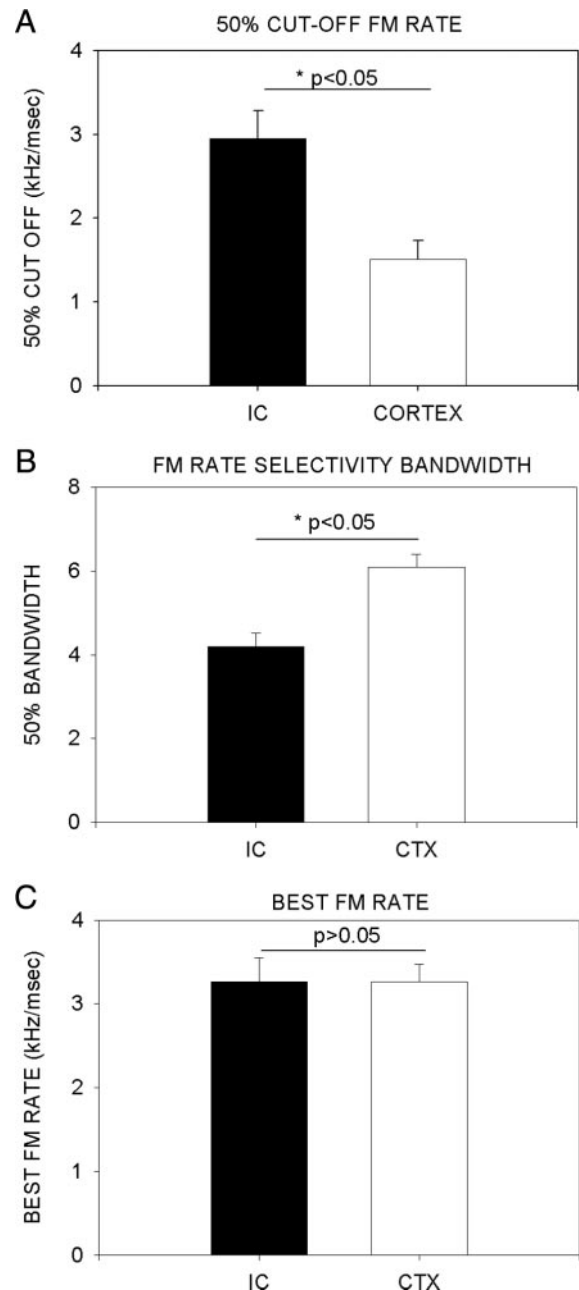 A
50% CUT-OFF FM RATE
4
* p<0.05
3
2
1
0
50% CUT OFF (kHz/msec)
IC CORTEX
B
FM RATE SELECTIVITY BANDWIDTH
8
* p<0.05
6
4
2
0
50% BANDWIDTH
IC CTX
C
BEST FM RATE
4
p>0.05
3
2
1
0
BEST FM RATE (kHz/msec)
IC CTX